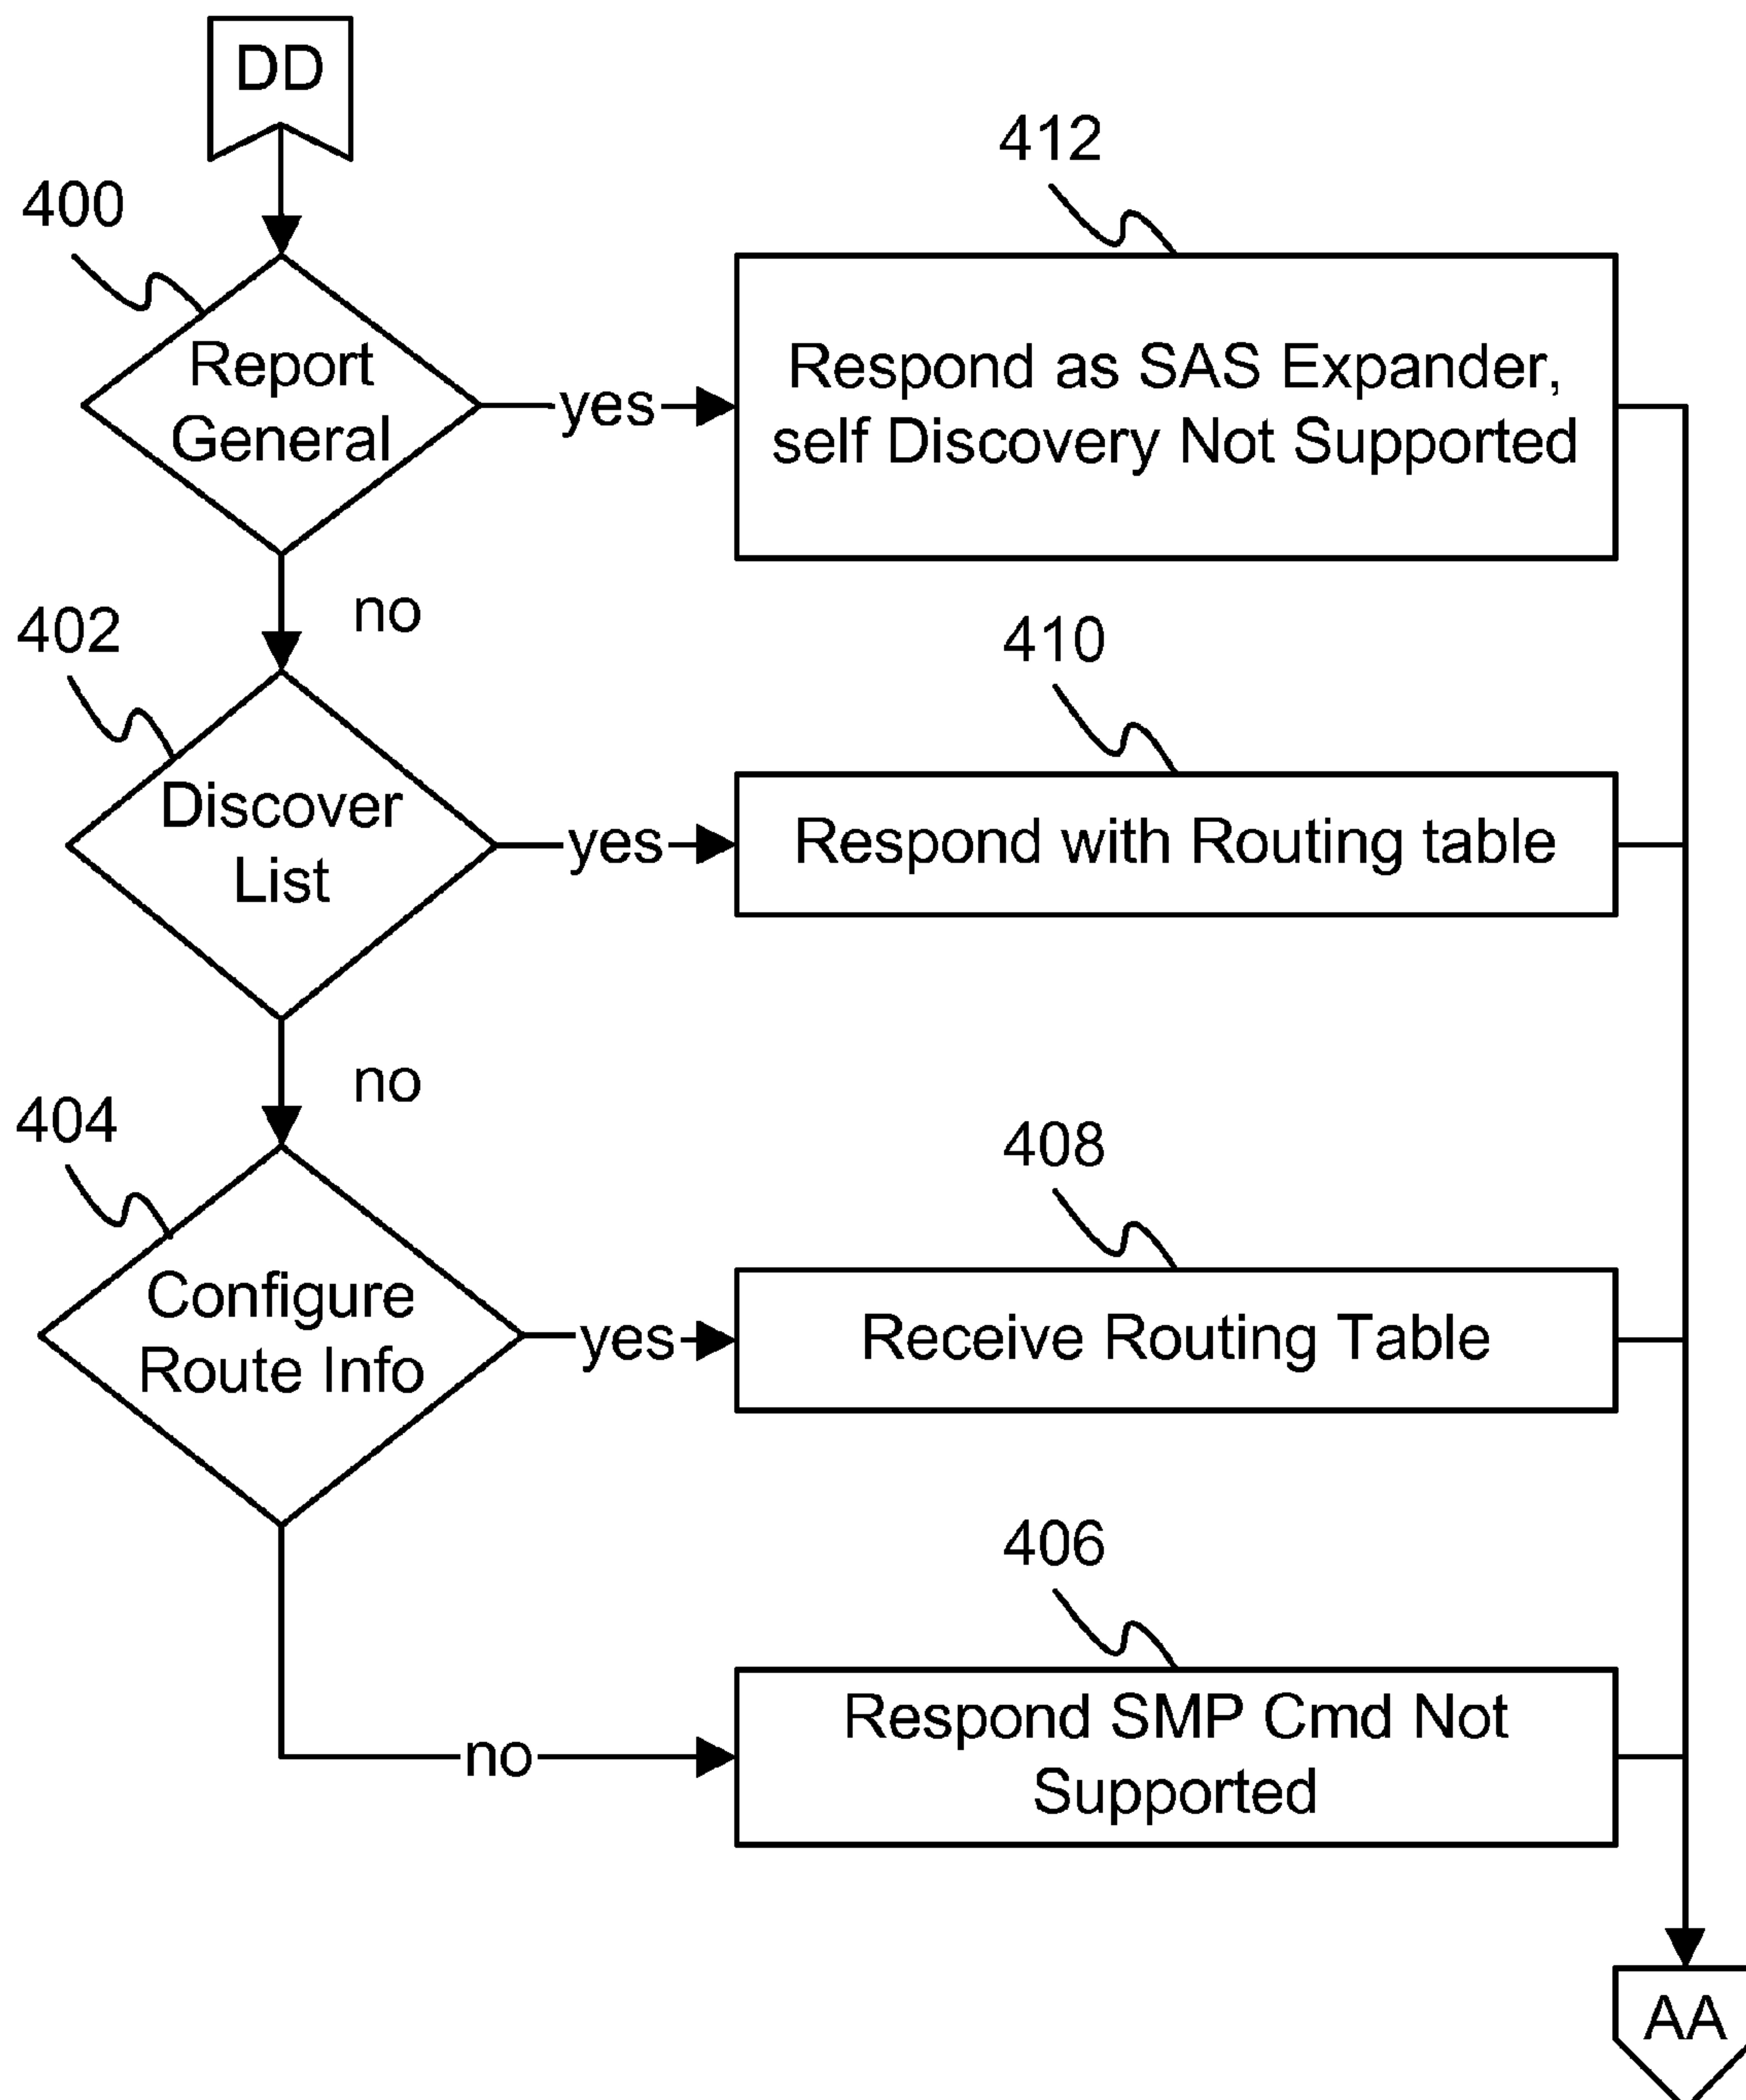 DD
400
Report
General
yes
412
Respond as SAS Expander,
self Discovery Not Supported
no
402
Discover
List
yes
410
Respond with Routing table
no
404
Configure
Route Info
yes
408
Receive Routing Table
no
406
Respond SMP Cmd Not
Supported
AA